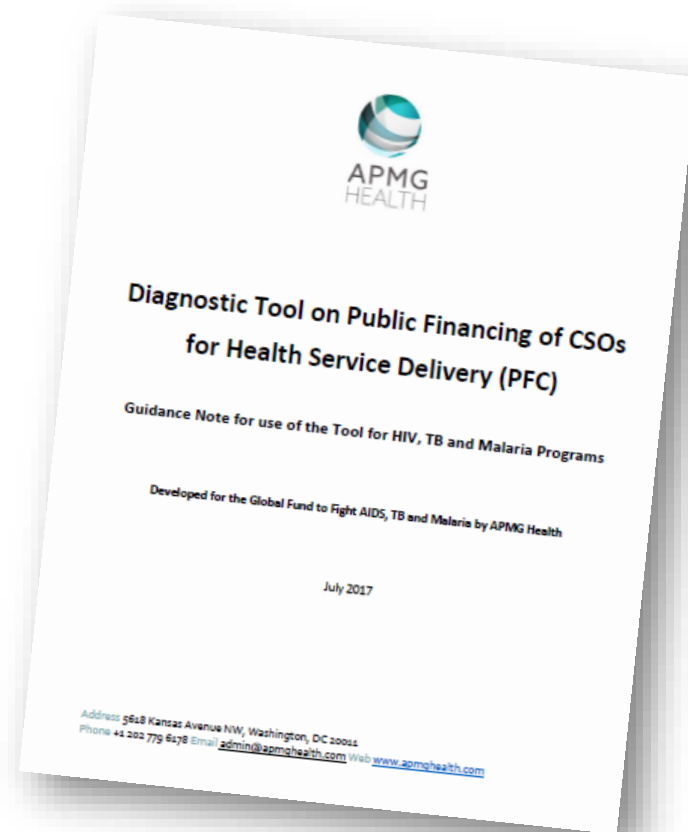 APMG
HEALTH
Diagnostic Tool on Public Financing of CSOs
for Health Service Delivery (PFC)
Guidance Note for use of the Tool for HIV, TB and Malaria Programs
Developed for the Global Fund to Fight AIDS, TB and Malaria by APMG Health
July 2017
Address 5618 Kansas Avenue NW, Washington, DC 20011
Phone +1 202 779 6178 Email admin@apmghealth.com Web www.apmghealth.com